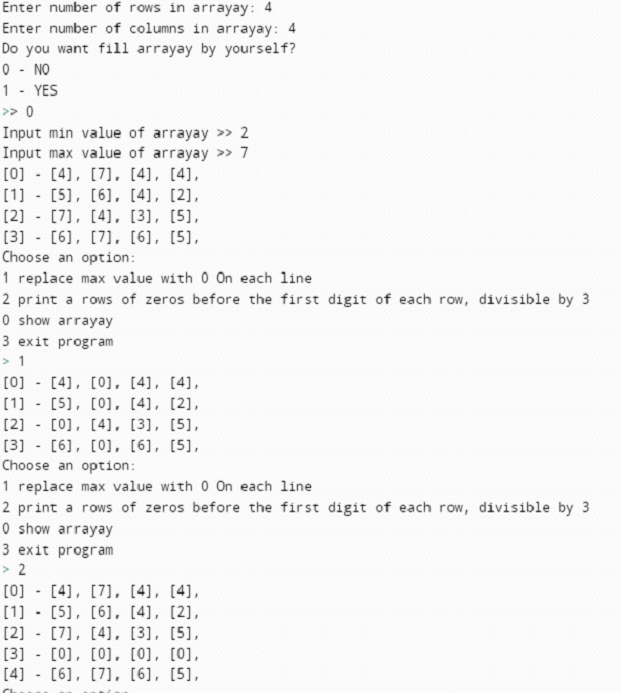 Enter number of rows in arrayay: 4
Enter number of columns in arrayay: 4
Do you want fill arrayay by yourself?
0 - NO
1 - YES
>> 0
Input min value of arrayay >> 2
Input max value of arrayay >> 7
[0] - [4], [7], [4], [4],
[1] - [5], [6], [4], [2],
[2] - [7], [4], [3], [5],
[3] - [6], [7], [6], [5],
Choose an option:
1 replace max value with 0 On each line
2 print a rows of zeros before the first digit of each row, divisible by 3
0 show arrayay
3 exit program
> 1
[0] - [4], [0], [4], [4],
[1] - [5], [0], [4], [2],
[2] - [0], [4], [3], [5],
[3] - [6], [0], [6], [5],
Choose an option:
1 replace max value with 0 On each line
2 print a rows of zeros before the first digit of each row, divisible by 3
0 show arrayay
3 exit program
> 2
[0] - [4], [7], [4], [4],
[1] - [5], [6], [4], [2],
[2] - [7], [4], [3], [5],
[3] - [0], [0], [0], [0],
[4] - [6], [7], [6], [5],